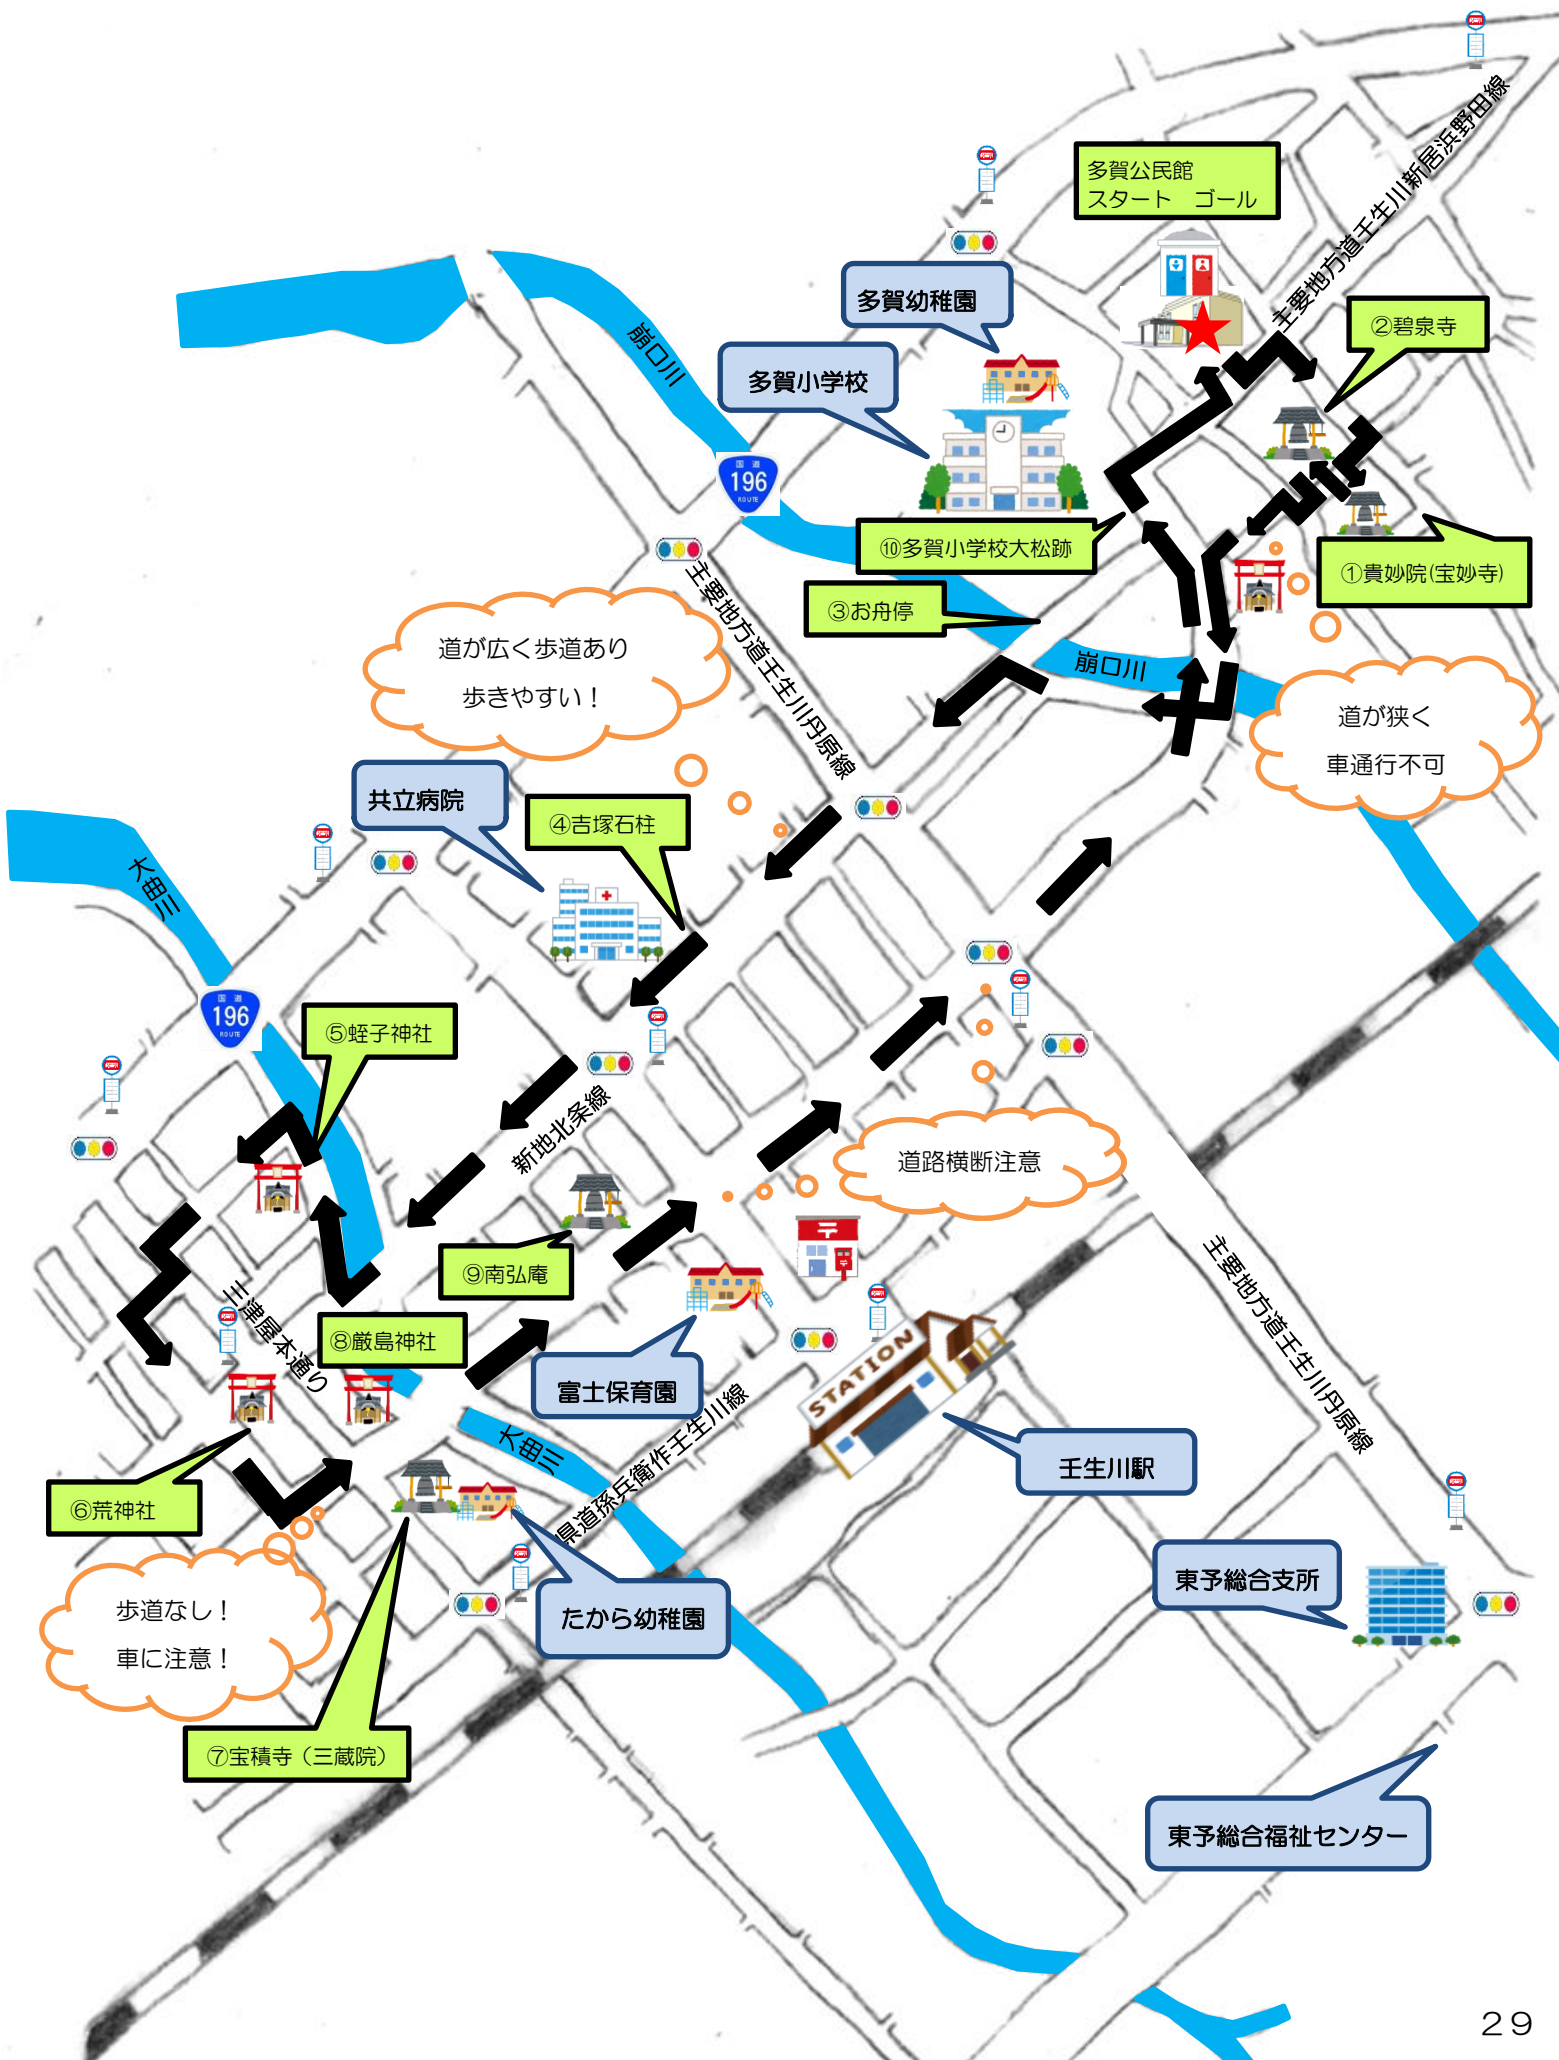 主要地方道壬生川新居浜野田線
多賀公民館
スタート　ゴール
多賀幼稚園
②碧泉寺
崩口川
多賀小学校
国道
196
ROUTE
⑩多賀小学校大松跡
①貴妙院(宝妙寺)
③お舟停
主要地方道壬生川丹原線
道が広く歩道あり
歩きやすい！
崩口川
道が狭く
車通行不可
共立病院
④吉塚石柱
大曲川
国道
196
ROUTE
⑤蛭子神社
新地北条線
道路横断注意
⑨南弘庵
三津屋本通り
⑧厳島神社
富士保育園
STATION
主要地方道壬生川丹原線
県道孫兵衛作壬生川線
大曲川
壬生川駅
⑥荒神社
歩道なし！
車に注意！
たから幼稚園
東予総合支所
⑦宝積寺（三蔵院）
東予総合福祉センター
29